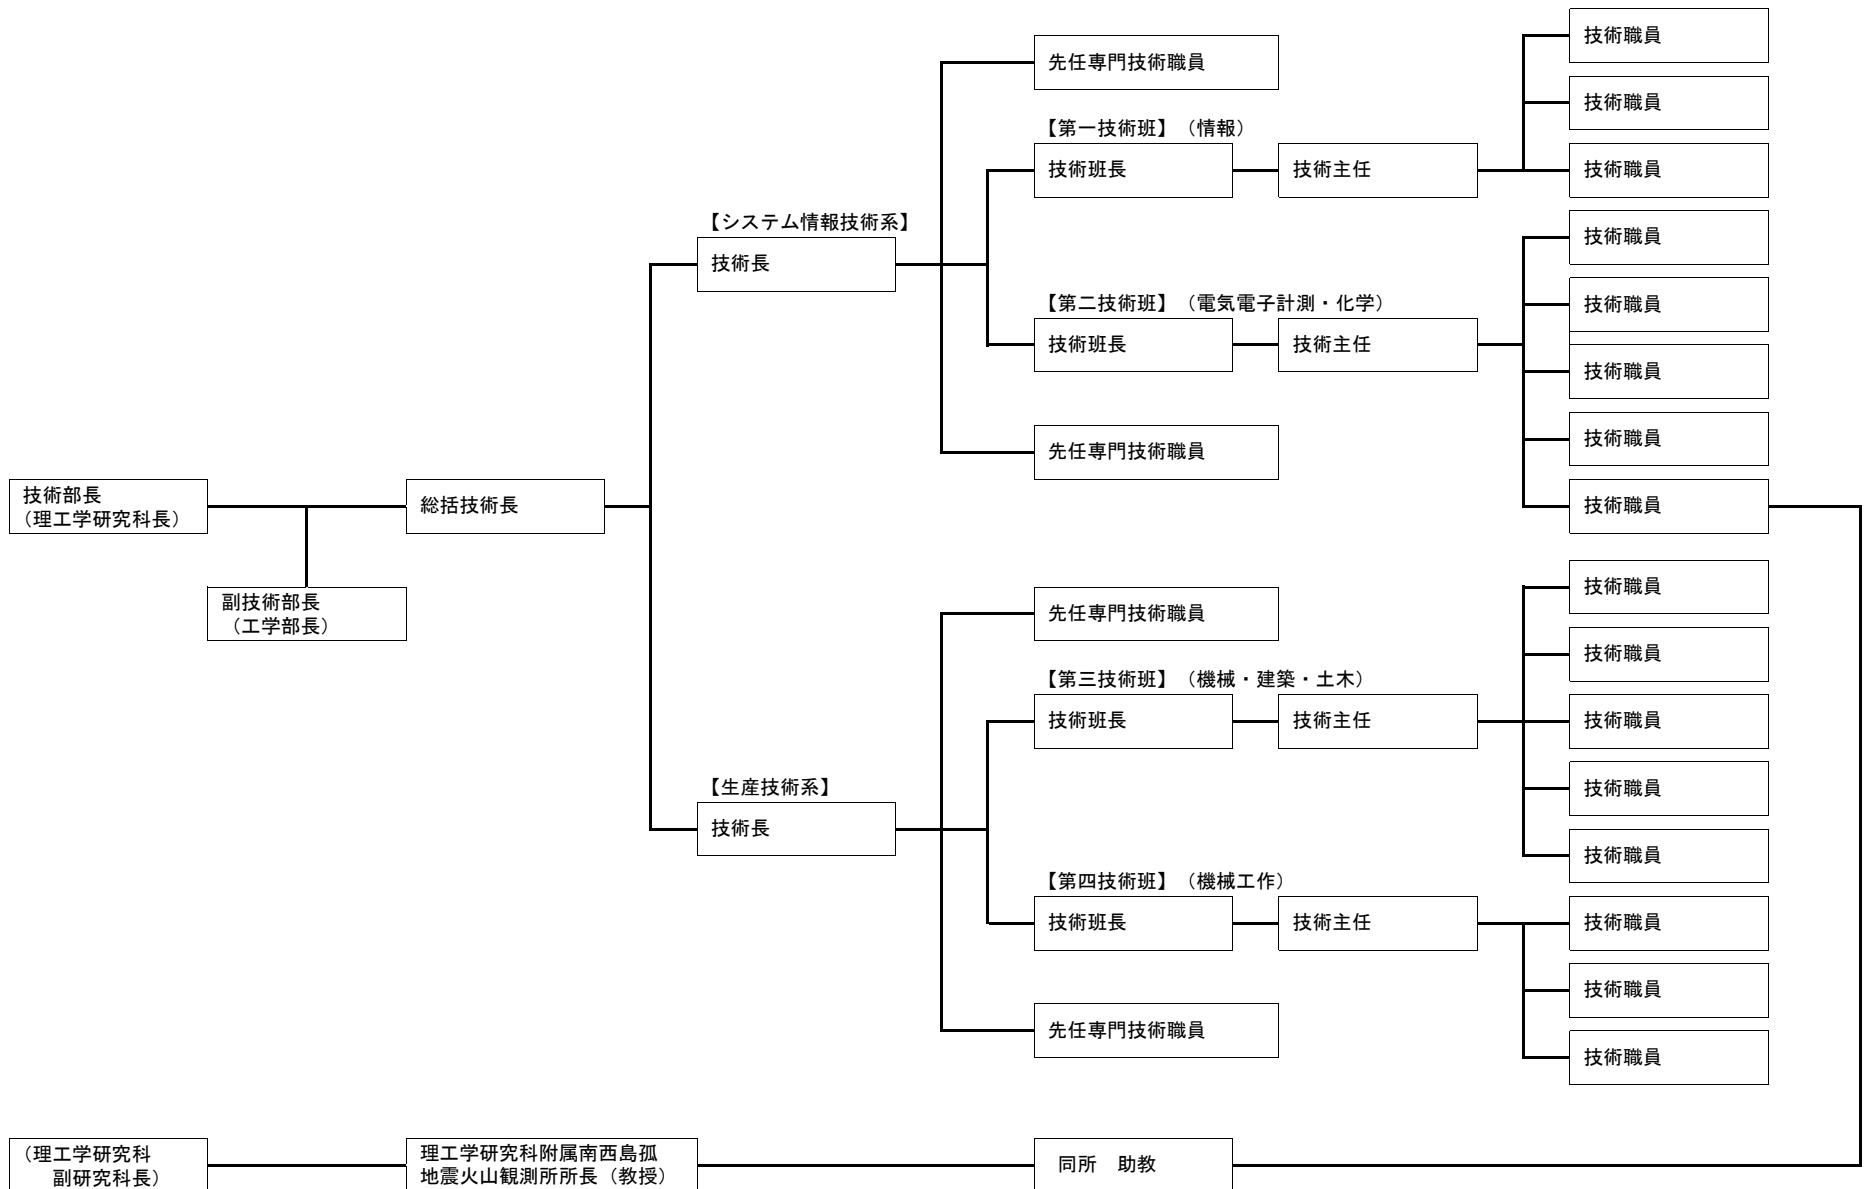 技術職員
先任専門技術職員
技術職員
【第一技術班】（情報）
技術班長
技術主任
技術職員
【システム情報技術系】
技術職員
技術長
【第二技術班】（電気電子計測・化学）
技術職員
技術班長
技術主任
技術職員
技術職員
先任専門技術職員
技術部長
（理工学研究科長）
総括技術長
技術職員
副技術部長
（工学部長）
先任専門技術職員
技術職員
技術職員
【第三技術班】（機械・建築・土木）
技術班長
技術主任
技術職員
【生産技術系】
技術職員
技術長
技術職員
【第四技術班】（機械工作）
技術班長
技術主任
技術職員
技術職員
先任専門技術職員
技術職員
（理工学研究科
副研究科長）
理工学研究科附属南西島孤
地震火山観測所所長（教授）
同所　助教